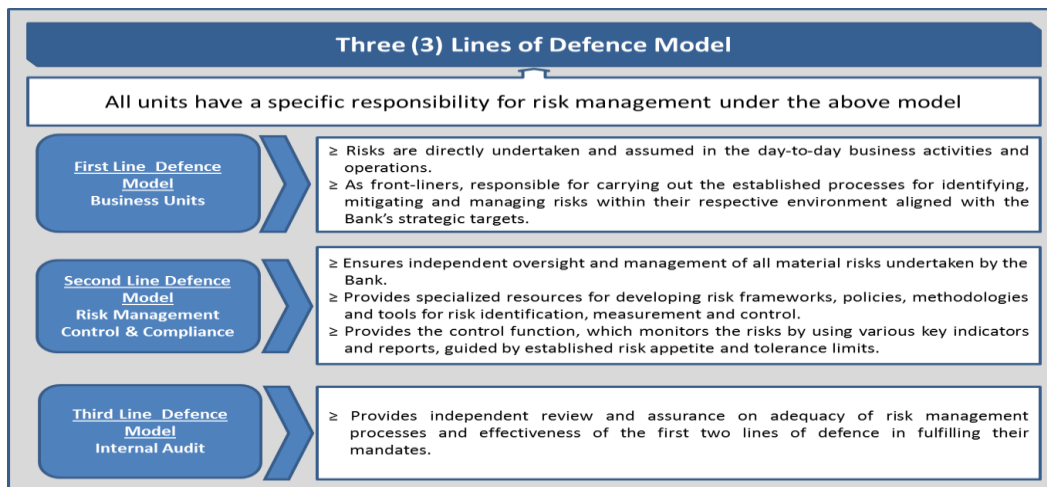 Three (3) Lines of Defence Model
All units have a specific responsibility for risk management under the above model
First Line Defence
Model
Business Units
≥ Risks are directly undertaken and assumed in the day-to-day business activities and
operations.
≥ As front-liners, responsible for carrying out the established processes for identifying,
mitigating and managing risks within their respective environment aligned with the
Bank's strategic targets.
Second Line Defence
Model
Risk Management
Control & Compliance
≥ Ensures independent oversight and management of all material risks undertaken by the
Bank.
≥ Provides specialized resources for developing risk frameworks, policies, methodologies
and tools for risk identification, measurement and control.
≥ Provides the control function, which monitors the risks by using various key indicators
and reports, guided by established risk appetite and tolerance limits.
Third Line Defence
Model
Internal Audit
≥ Provides independent review and assurance on adequacy of risk management
processes and effectiveness of the first two lines of defence in fulfilling their
mandates.